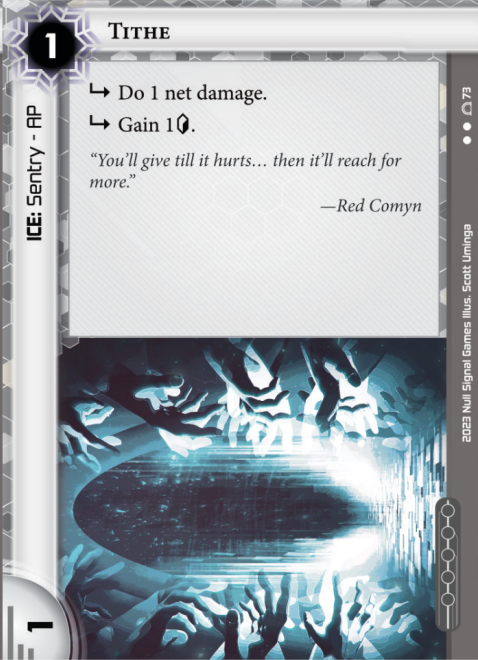 1
TITHE
ICE: Sentry - AP
↳ Do 1 net damage.
↳ Gain 1.
“You’ll give till it hurts… then it’ll reach for
more.”
—Red Comyn
73
2023 Null Signal Games Illus. Scott Uminga
1